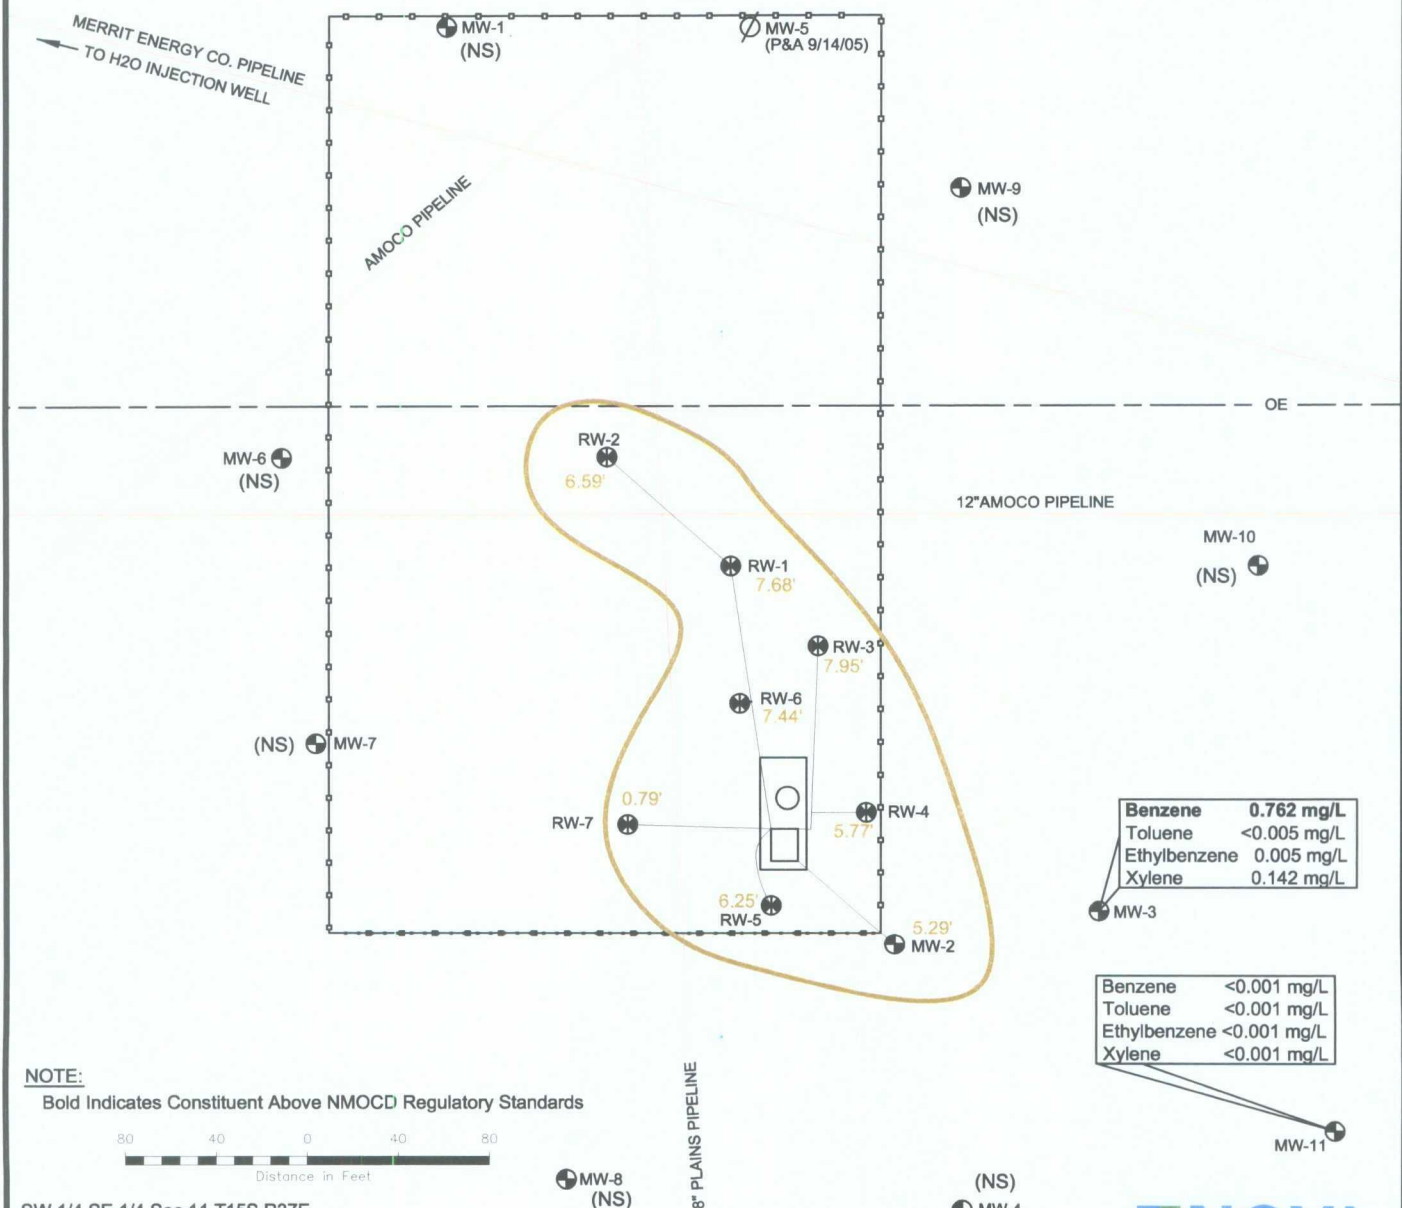 MERRIT ENERGY CO. PIPELINE
TO H2O INJECTION WELL
MW-1
(NS)
MW-5
(P&A 9/14/05)
AMOCO PIPELINE
MW-9
(NS)
OE
RW-2
6.59'
MW-6
(NS)
12"AMOCO PIPELINE
MW-10
(NS)
RW-1
7.68'
RW-3
7.95'
RW-6
7.44'
(NS) MW-7
0.79'
RW-7
RW-4
5.77'
Benzene 0.762 mg/L
Toluene <0.005 mg/L
Ethylbenzene 0.005 mg/L
Xylene 0.142 mg/L
MW-3
6.25'
RW-5
5.29'
MW-2
Benzene <0.001 mg/L
Toluene <0.001 mg/L
Ethylbenzene <0.001 mg/L
Xylene <0.001 mg/L
MW-11
NOTE:
Bold Indicates Constituent Above NMOCD Regulatory Standards
80 40 0 40 80
Distance in Feet
8" PLAINS PIPELINE
MW-8
(NS)
(NS)
MW-4